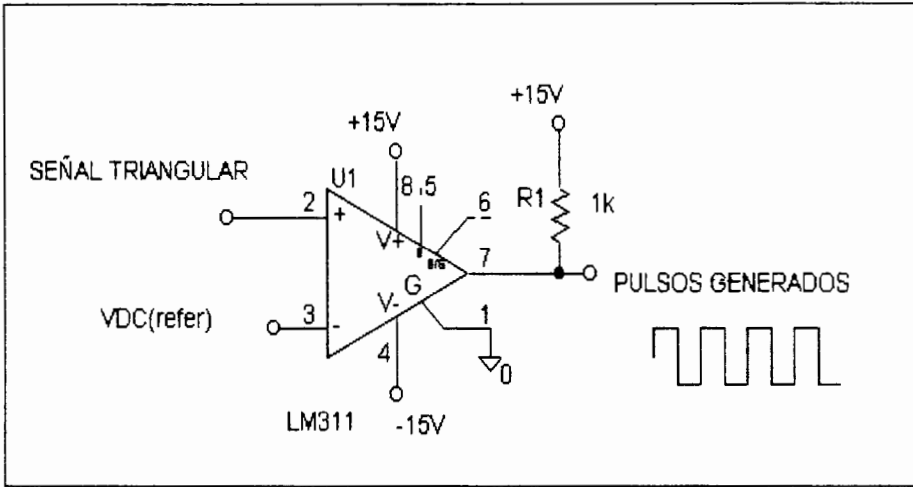 +15V
+15V
SEÑAL TRIANGULAR
U1
8
5
6
R1
1k
2
+
V+
B/S
7
PULSOS GENERADOS
G
V-
VDC(refer)
3
-
1
4
0
LM311
-15V